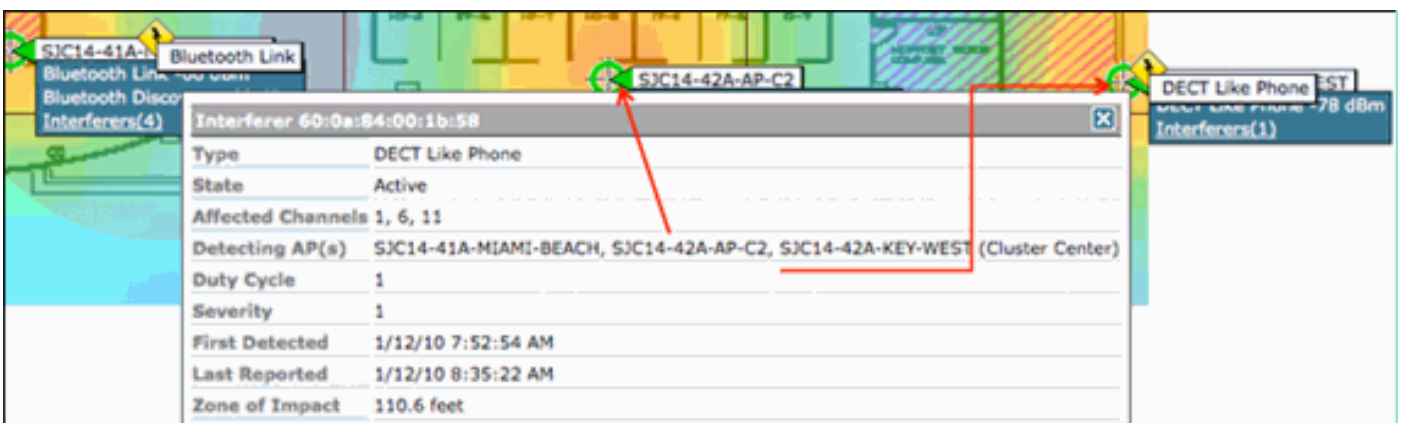 SJC14-41A-
Bluetooth Link
Bluetooth Link
dBm
Bluetooth Disco
Interferers(4)
SJC14-42A-AP-C2
DECT Like Phone
EST
DECT Like Phone -78 dBm
Interferers(1)
Interferer 60:0a:84:00:1b:58
Type DECT Like Phone
State Active
Affected Channels 1, 6, 11
Detecting AP(s) SJC14-41A-MIAMI-BEACH, SJC14-42A-AP-C2, SJC14-42A-KEY-WEST (Cluster Center)
Duty Cycle 1
Severity 1
First Detected 1/12/10 7:52:54 AM
Last Reported 1/12/10 8:35:22 AM
Zone of Impact 110.6 feet